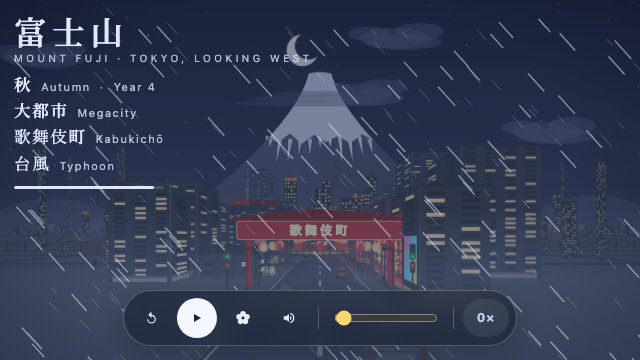 富士山
MOUNT FUJI · TOKYO, LOOKING WEST
秋 Autumn · Year 4
大都市 Megacity
歌舞伎町 Kabukichō
台風 Typhoon
歌舞伎町
0×